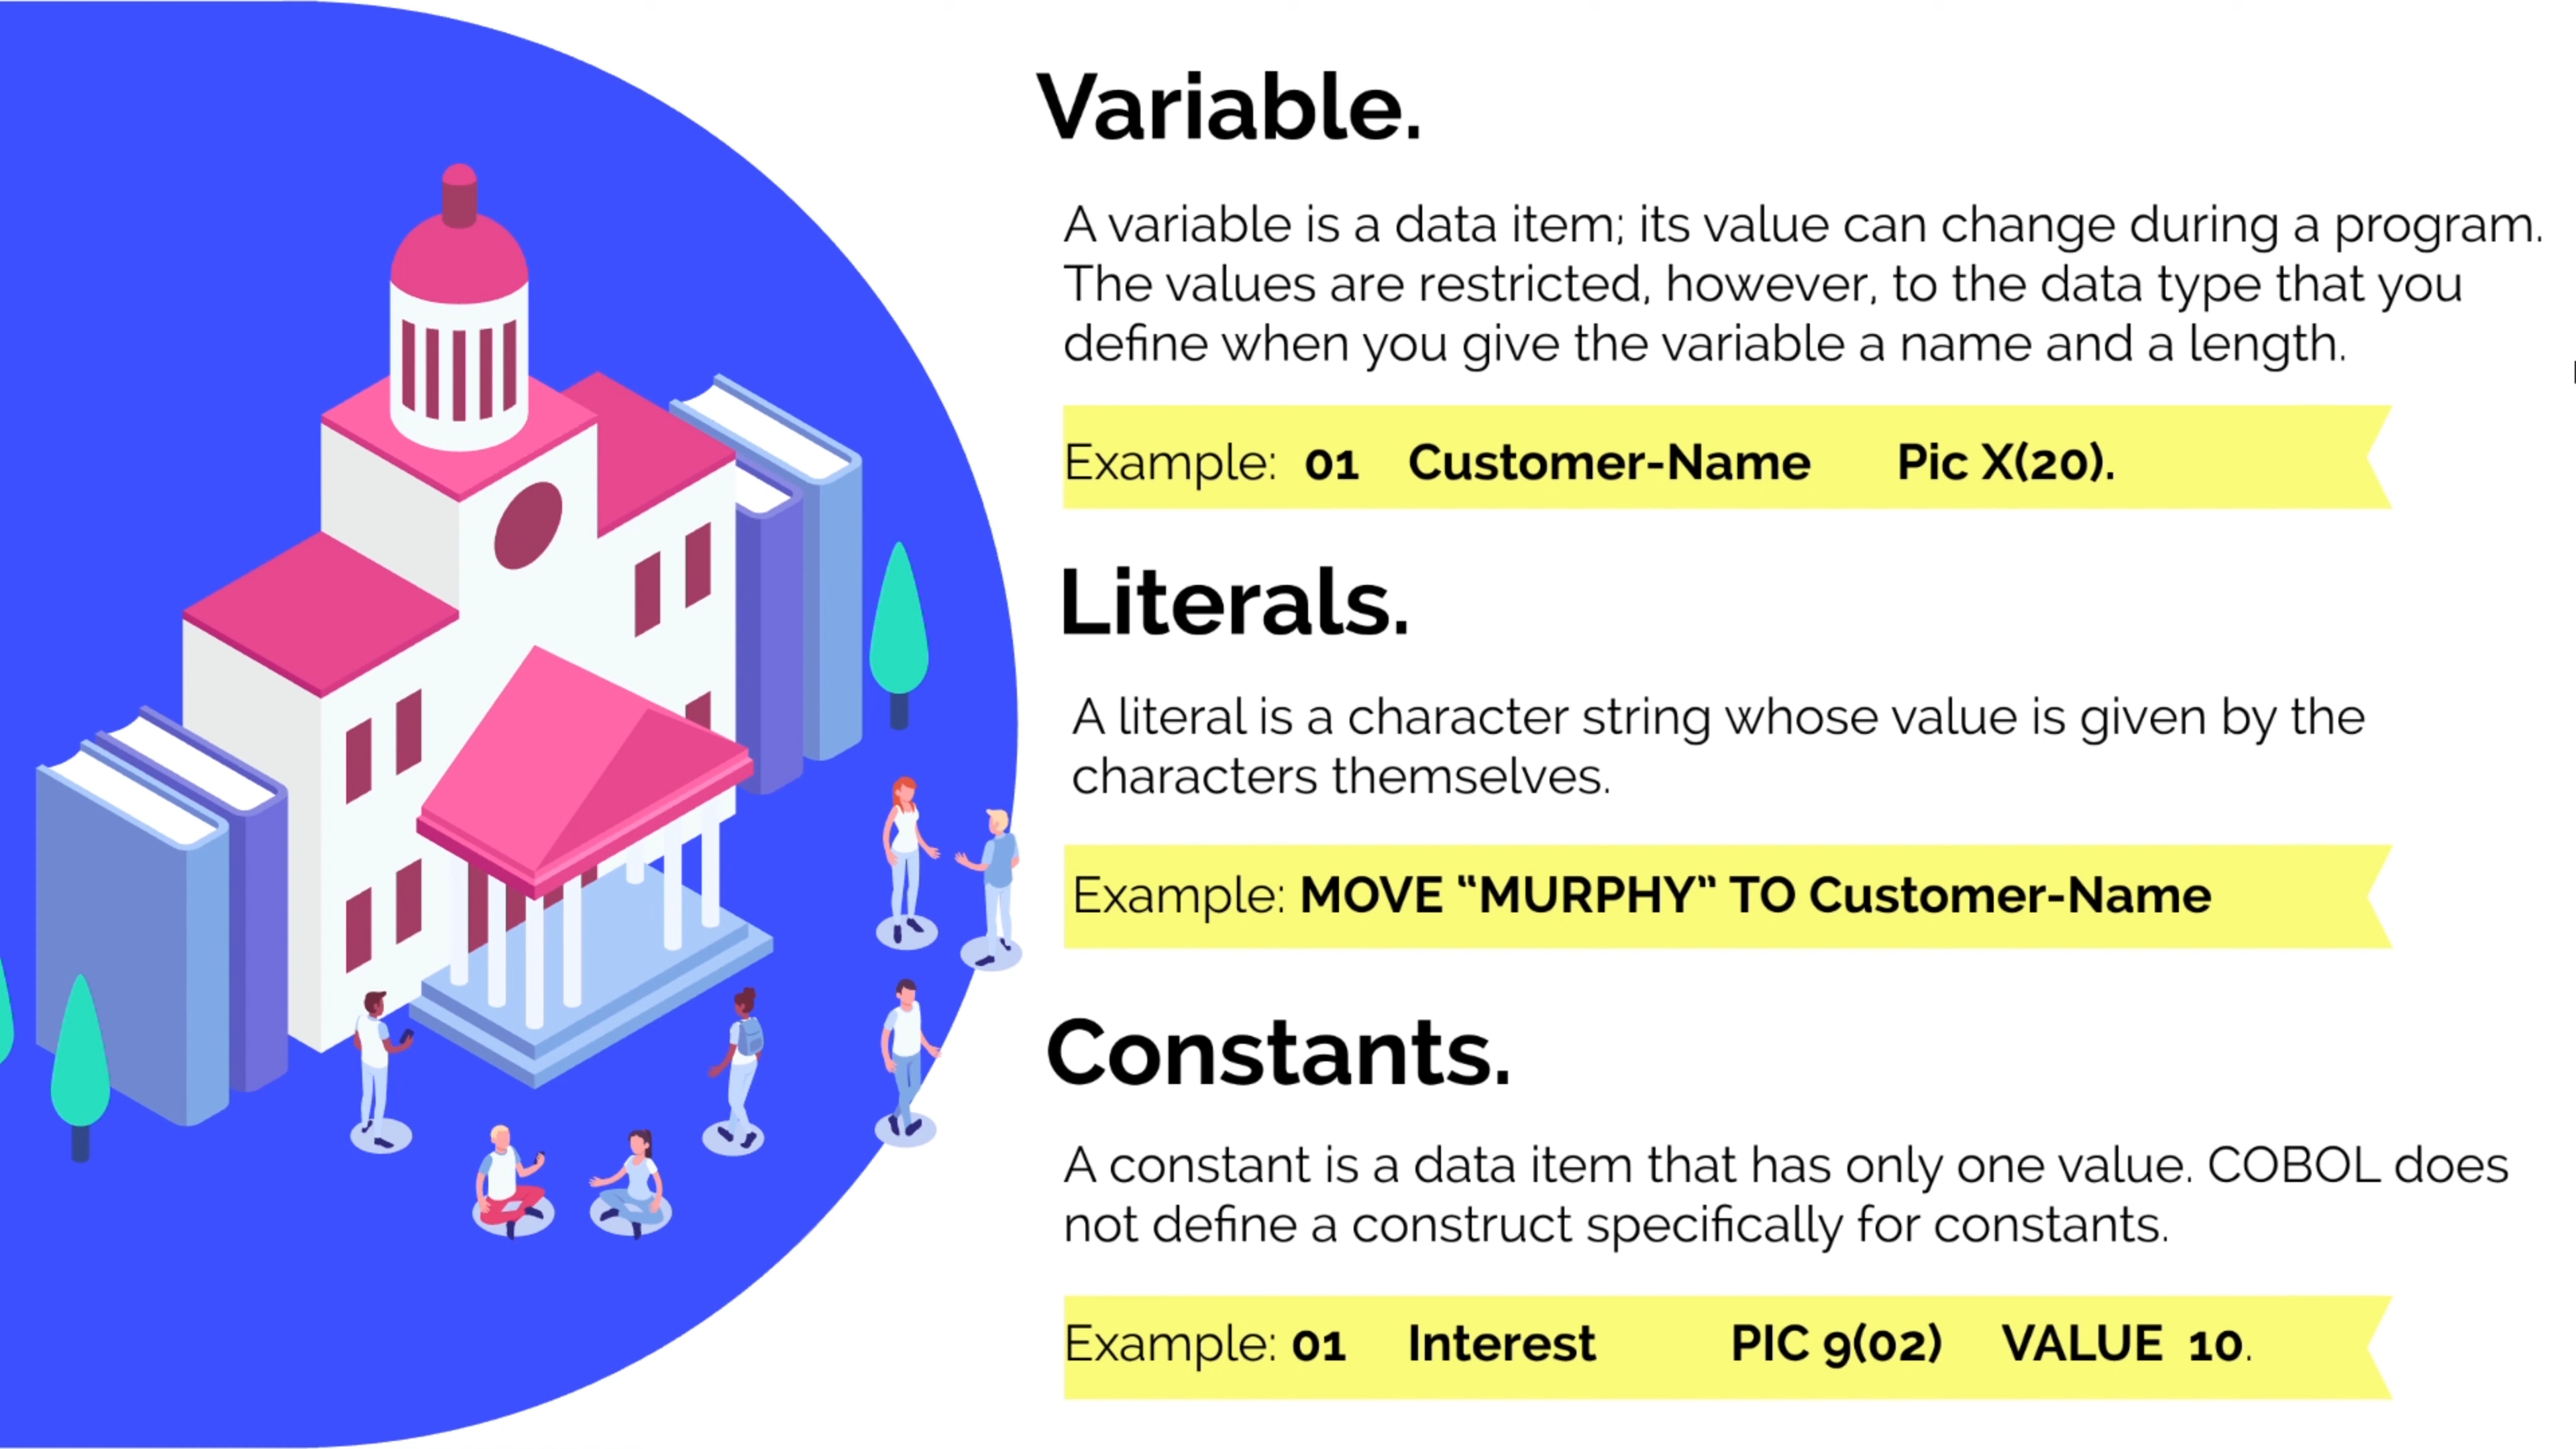 Variable.
A variable is a data item; its value can change during a program.
The values are restricted, however, to the data type that you
define when you give the variable a name and a length.
Example: 01 Customer-Name Pic X(20).
Literals.
A literal is a character string whose value is given by the
characters themselves.
Example: MOVE “MURPHY” TO Customer-Name
Constants.
A constant is a data item that has only one value. COBOL does
not define a construct specifically for constants.
Example: 01 Interest PIC 9(02) VALUE 10.